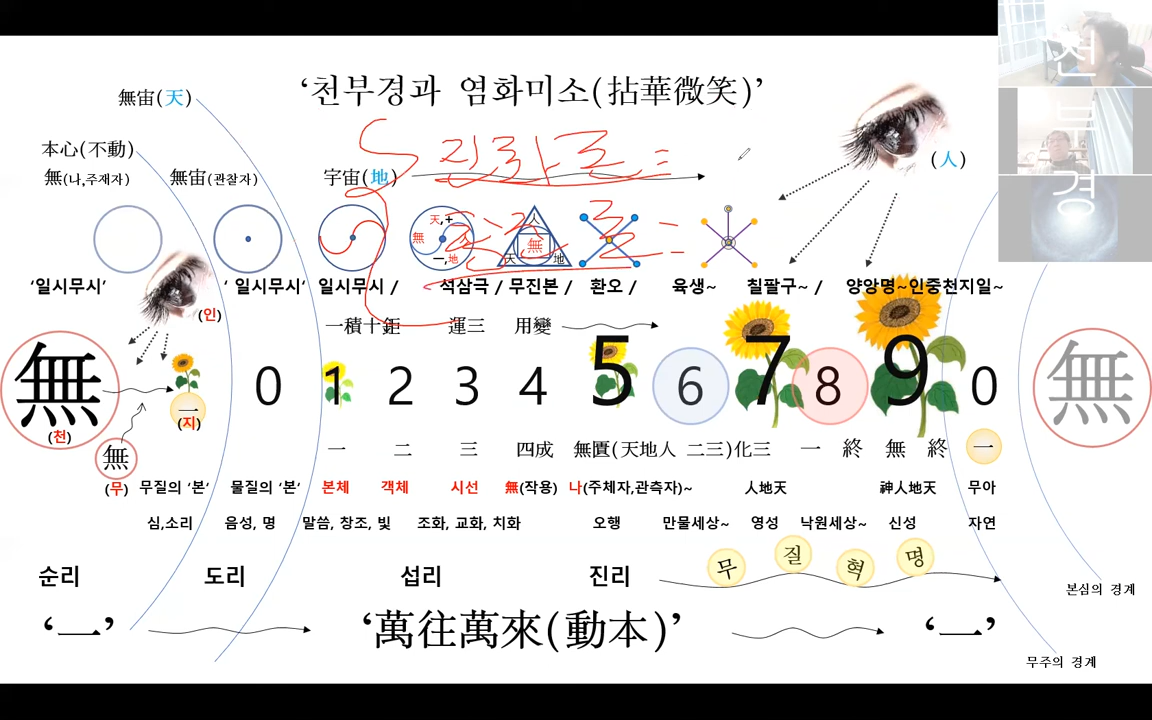 ‘천부경과 염화미소(拈華微笑)’
천
부
경
無宙(天)
本心(不動)
無(나,주재자)
無宙(관찰자)
宇宙(地)
진화론 =
창조론 =
(人)
天,+
無
一,地
人
無
天
地
‘일시무시’
‘ 일시무시’
일시무시 /
석삼극 / 무진본 /
환오 /
육생~
칠팔구~ /
양앙명~인중천지일~
(인)
一積十鉅
運三
用變
無
(천)
一
(지)
無
(무)
0 1 2 3 4 5 6 7 8 9 0
無
一 二 三 四成 無匱(天地人 二三)化三 一 終 無 終 一
무질의 ‘본’ 물질의 ‘본’ 본체 객체 시선 無(작용) 나(주체자,관측자)~ 人地天 神人地天 무아
심,소리 음성, 명 말씀, 창조, 빛 조화, 교화, 치화 오행 만물세상~ 영성 낙원세상~ 신성 자연
순리 도리 섭리 진리 무 질 혁 명
본심의 경계
‘一’ ‘萬往萬來(動本)’ ‘一’
무주의 경계